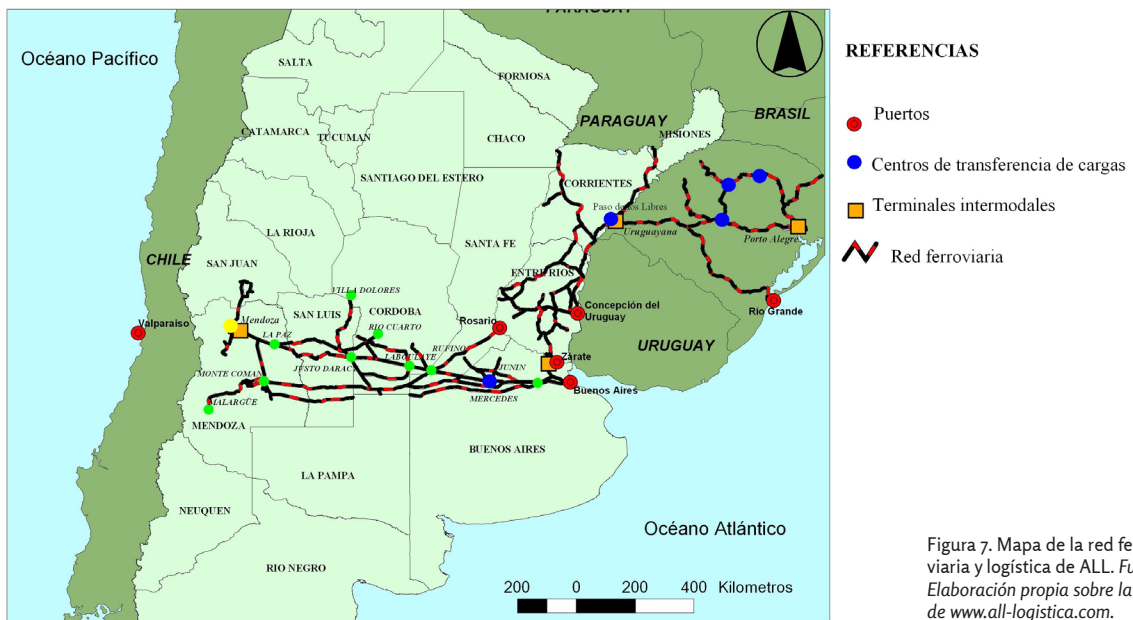 PARAGUAY
Océano Pacífico
SALTA
FORMOSA
CATAMARCA
TUCUMAN
CHACO
PARAGUAY
MISIONES
BRASIL
SANTIAGO DEL ESTERO
CORRIENTES
Paso de los Libres
Uruguayana
Porto Alegre
LA RIOJA
SANTA FE
CHILE
SAN JUAN
ENTRE RIOS
VILLA DOLORES
Concepción del
Uruguay
Rio Grande
Valparaiso
Mendoza
SAN LUIS
CORDOBA
RIO CUARTO
Rosario
URUGUAY
LA PAZ
RUFINO
LABOULAYE
JUNIN
Zárate
MONTE COMAN
JUSTO DARACT
MERCEDES
Buenos Aires
MALARGÜE
MENDOZA
BUENOS AIRES
LA PAMPA
NEUQUEN
Océano Atlántico
RIO NEGRO
200 0 200 400 Kilometros
REFERENCIAS
Puertos
Centros de transferencia de cargas
Terminales intermodales
Red ferroviaria
Figura 7. Mapa de la red fe
viaria y logística de ALL. Fu
Elaboración propia sobre la
de www.all-logistica.com.